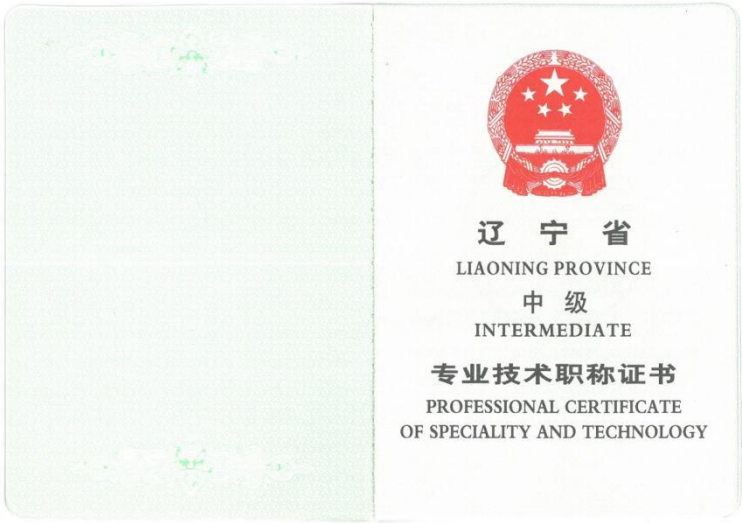 辽宁省
LIAONING PROVINCE
中级
INTERMEDIATE
专业技术职称证书
PROFESSIONAL CERTIFICATE
OF SPECIALITY AND TECHNOLOGY